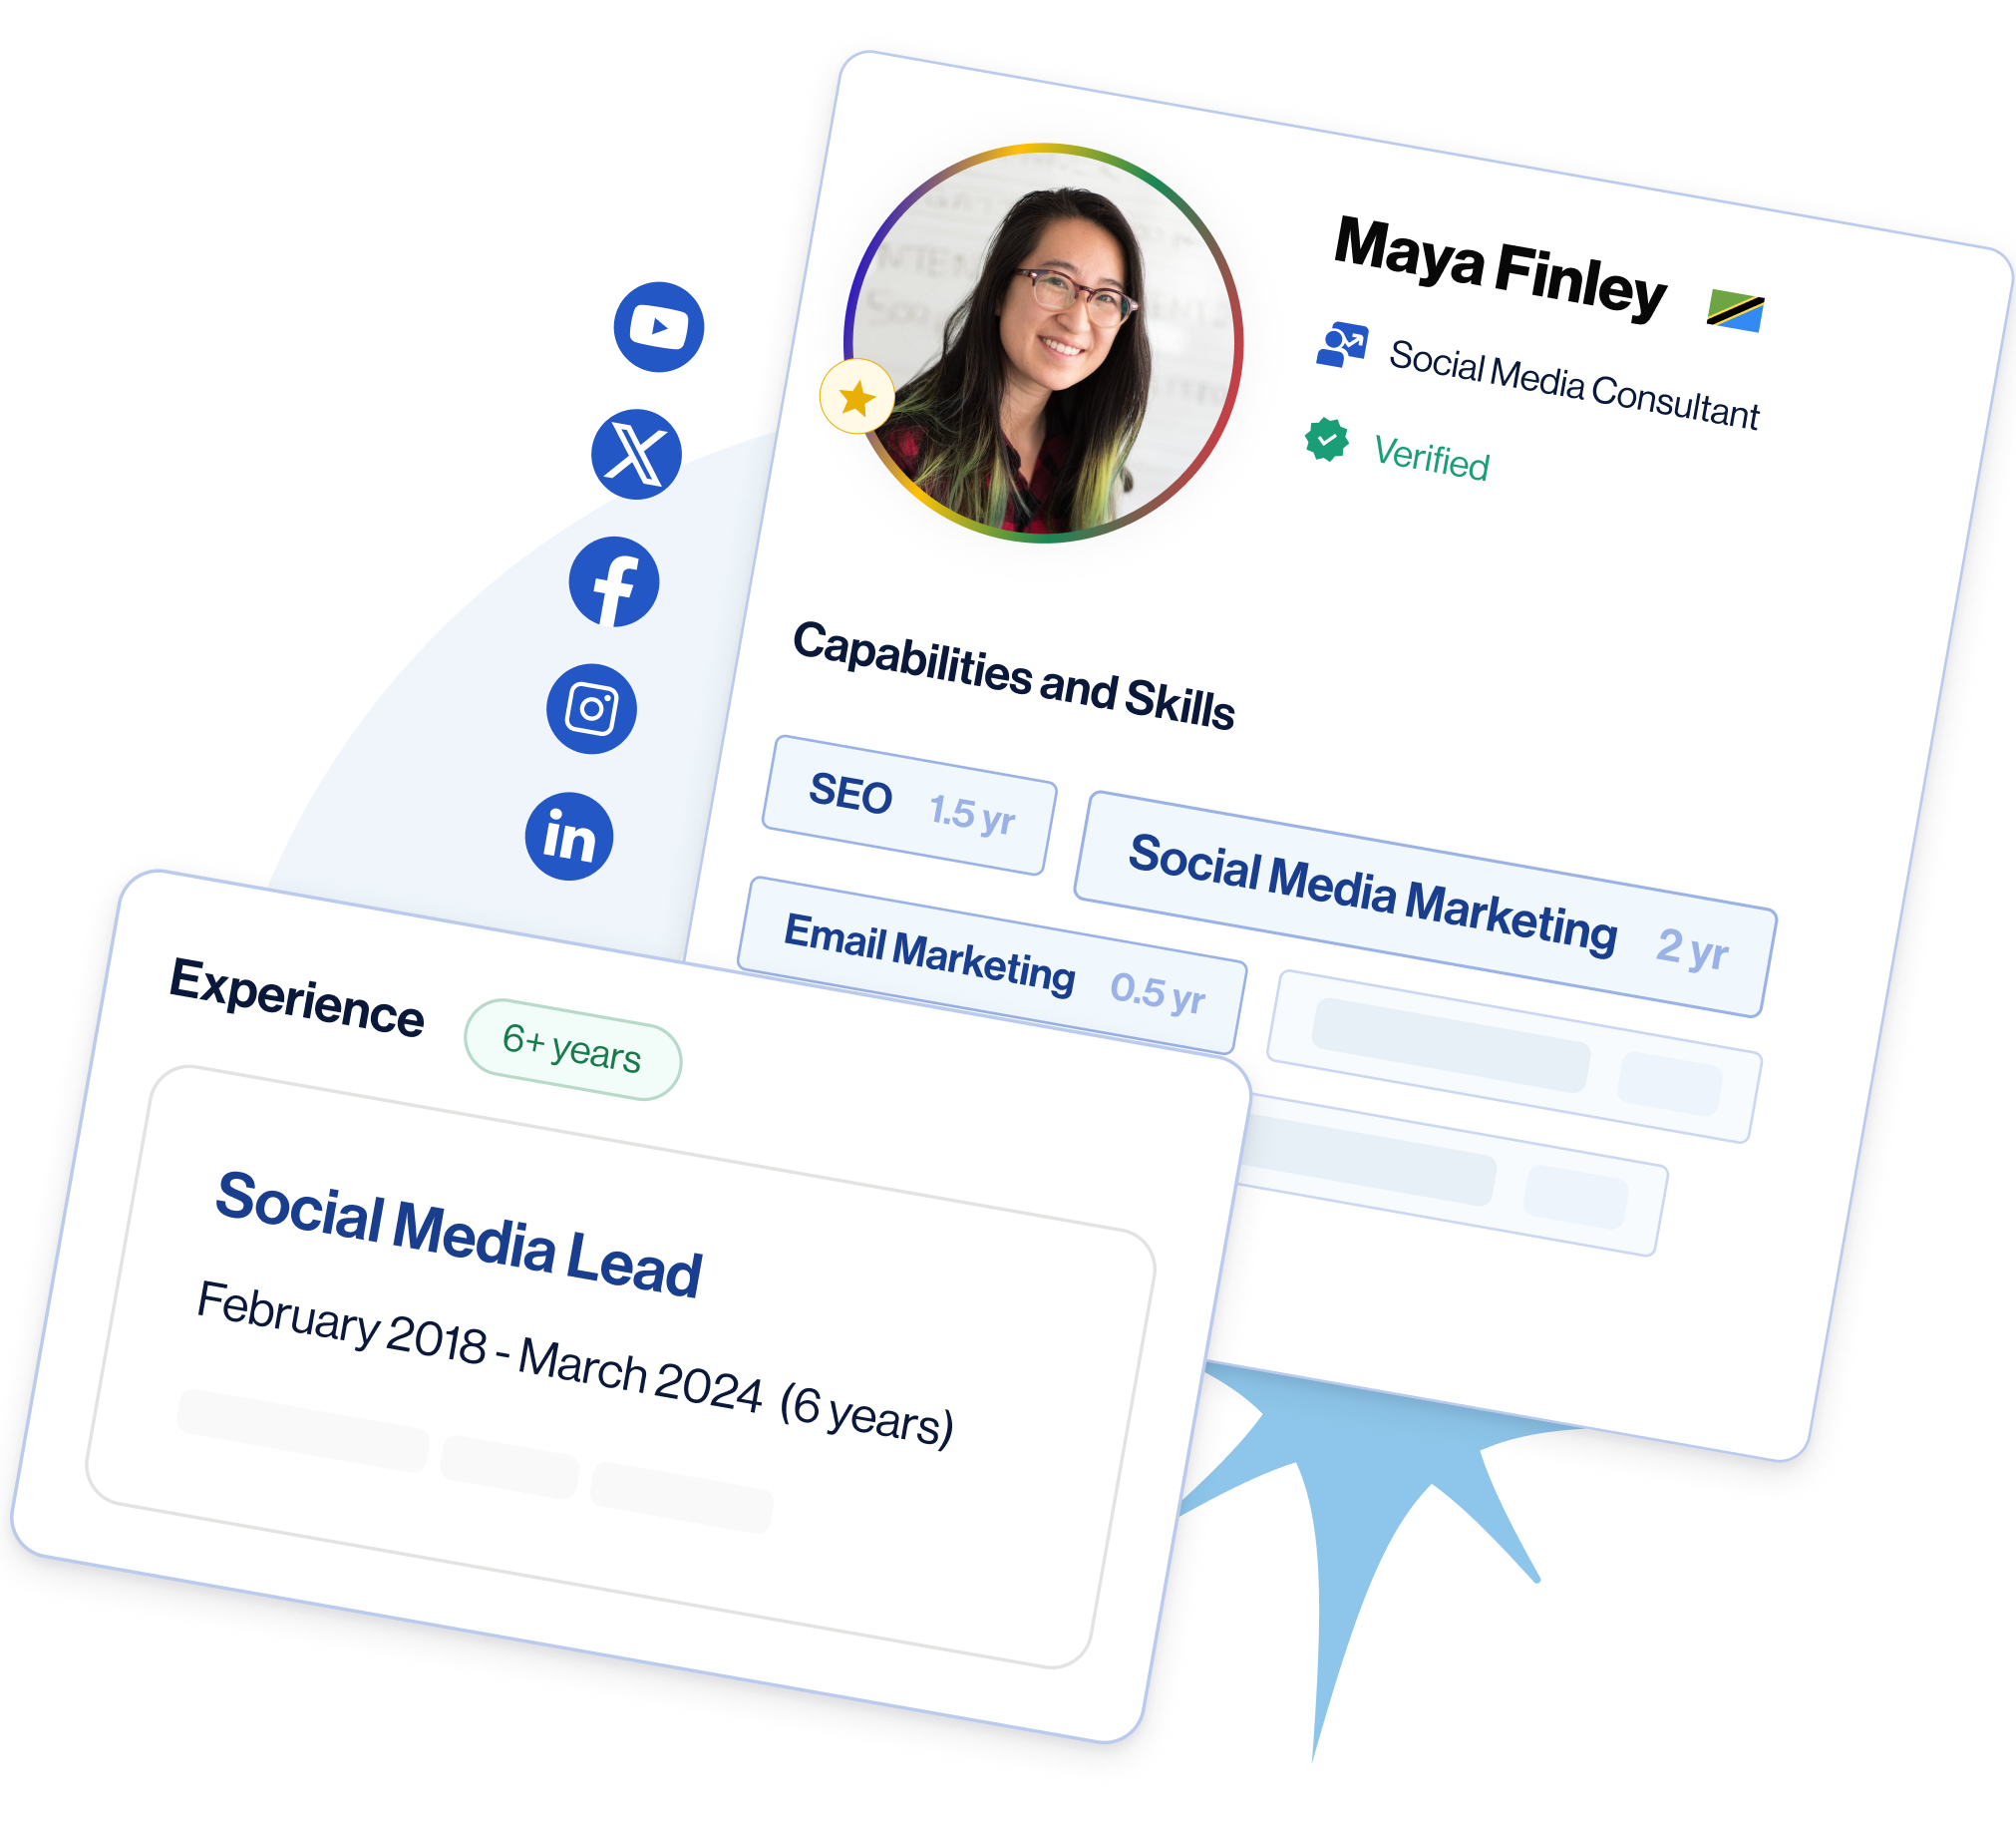 Maya Finley
Social Media Consultant
Verified
Capabilities and Skills
SEO 1.5 yr
Social Media Marketing 2 yr
Email Marketing 0.5 yr
in
Experience 6+ years
Social Media Lead
February 2018 - March 2024 (6 years)